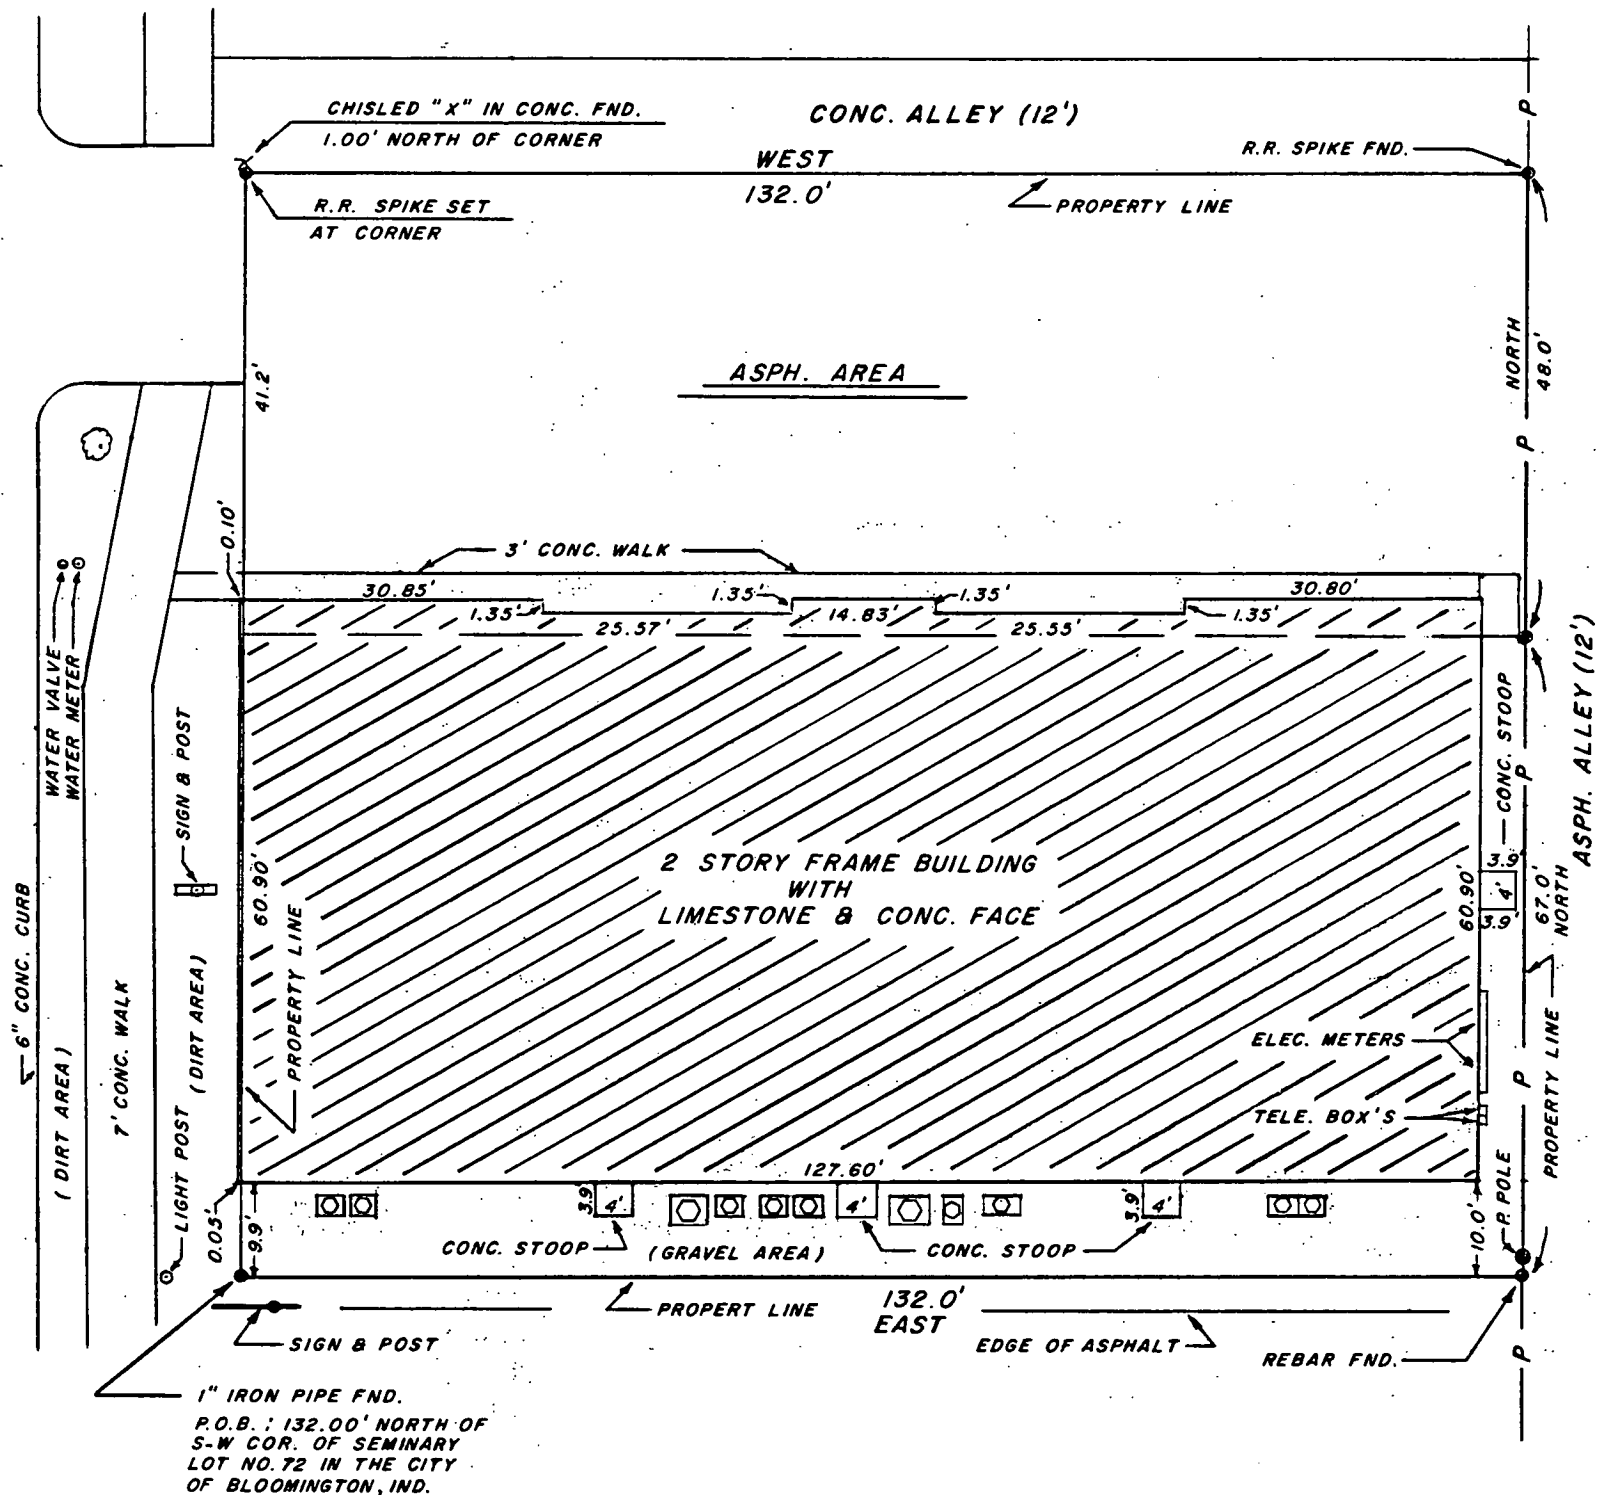 CHISLED "X" IN CONC. FND.
1.00' NORTH OF CORNER
CONC. ALLEY (12')
P
WEST
132.0'
R.R. SPIKE FND.
R.R. SPIKE SET
AT CORNER
PROPERTY LINE
41.2'
ASPH. AREA
NORTH
48.0'
P
0.10'
3' CONC. WALK
30.85'
1.35'
1.35'
1.35'
30.80'
1.35'
25.57'
14.83'
25.55'
ASPH. ALLEY (12')
WATER VALVE
WATER METER
SIGN & POST
CONC. STOOP
P
60.90'
PROPERTY LINE
2 STORY FRAME BUILDING
WITH
LIMESTONE & CONC. FACE
60.90'
3.9'
4'
3.9'
67.0'
NORTH
6" CONC. CURB
(DIRT AREA)
7' CONC. WALK
(DIRT AREA)
LIGHT POST
ELEC. METERS
TELE. BOX'S
P
PROPERTY LINE
P. POLE
127.60'
0.05'
9.9'
3.9'
4'
4'
3.9'
4'
10.0'
CONC. STOOP
(GRAVEL AREA)
CONC. STOOP
PROPERT LINE
132.0'
EAST
SIGN & POST
EDGE OF ASPHALT
REBAR FND.
P
1" IRON PIPE FND.
P.O.B. : 132.00' NORTH OF
S-W COR. OF SEMINARY
LOT NO. 72 IN THE CITY
OF BLOOMINGTON, IND.